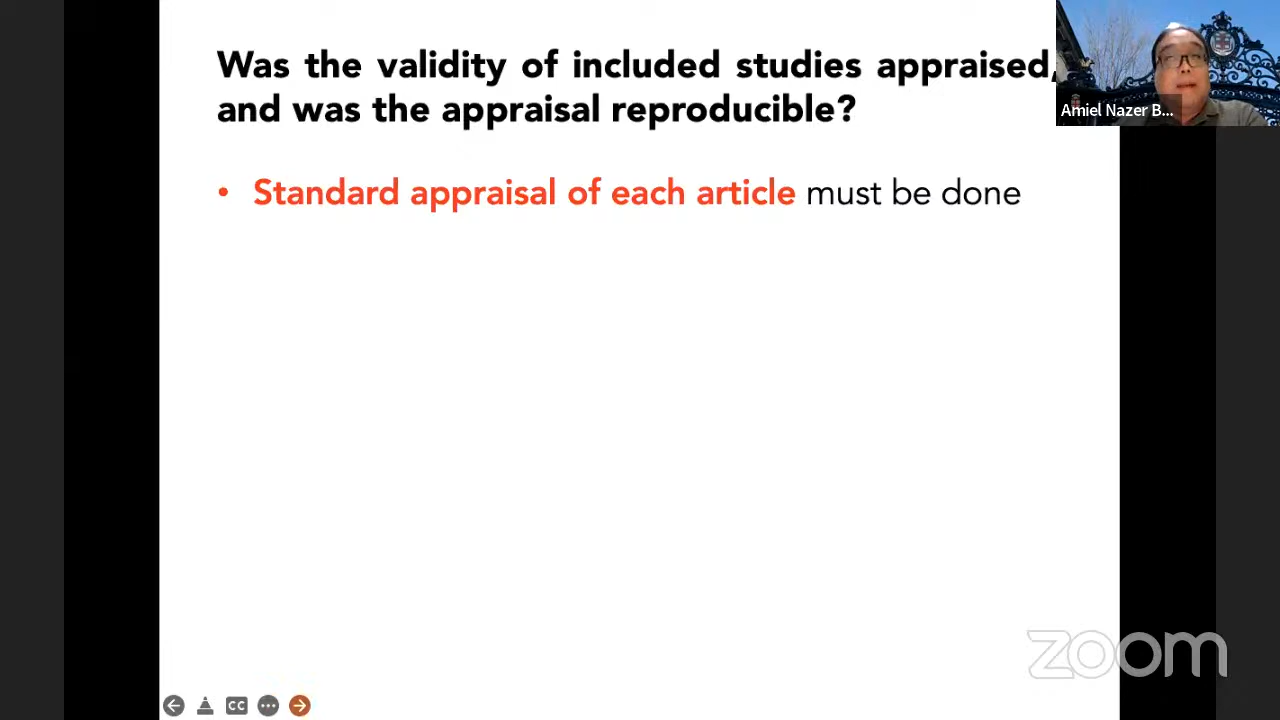 Was the validity of included studies appraised,
and was the appraisal reproducible?
• Standard appraisal of each article must be done
Amiel Nazer B...
CC
zoom